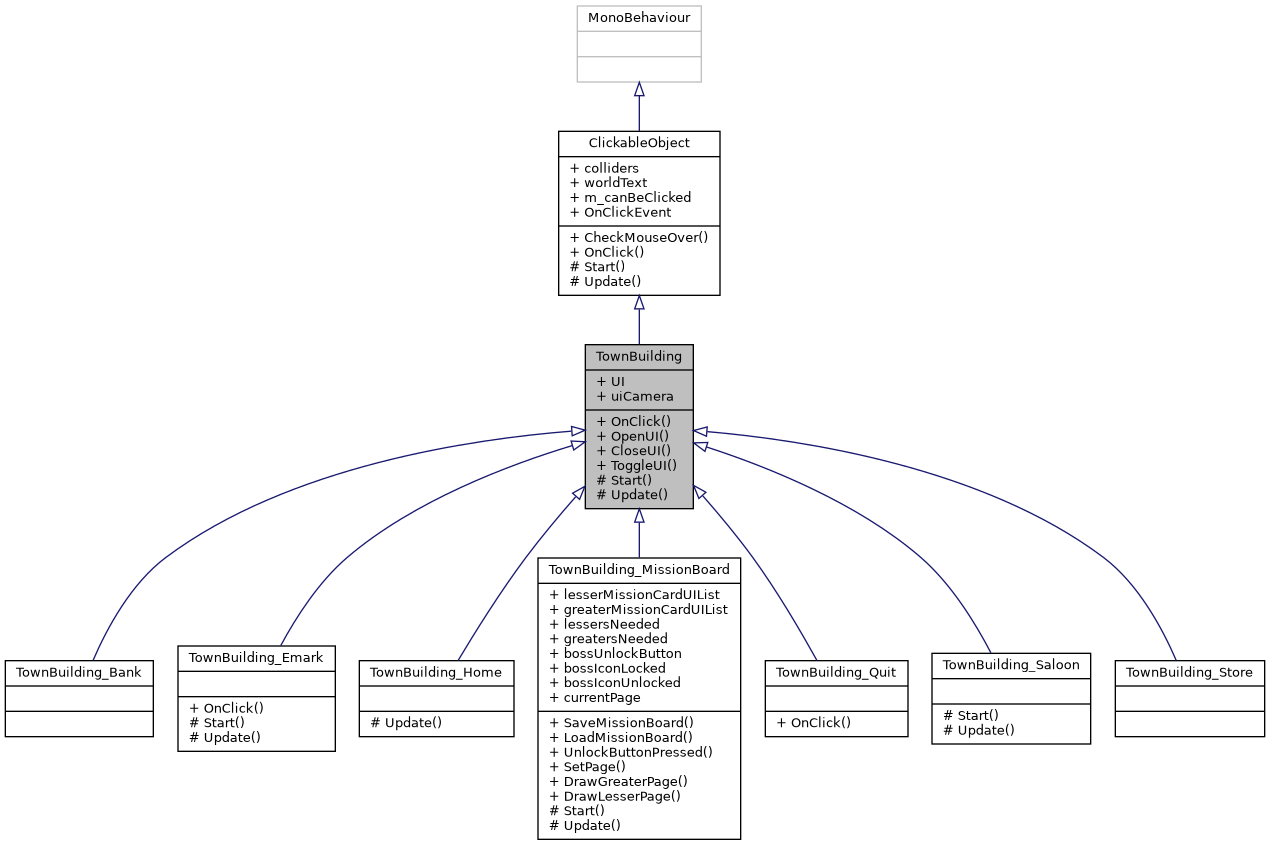 MonoBehaviour
ClickableObject
+ colliders
+ worldText
+ m_canBeClicked
+ OnClickEvent
+ CheckMouseOver()
+ OnClick()
# Start()
# Update()
TownBuilding
+ UI
+ uiCamera
+ OnClick()
+ OpenUI()
+ CloseUI()
+ ToggleUI()
# Start()
# Update()
TownBuilding_Bank
TownBuilding_Emark
+ OnClick()
# Start()
# Update()
TownBuilding_Home
# Update()
TownBuilding_MissionBoard
+ lesserMissionCardUIList
+ greaterMissionCardUIList
+ lessersNeeded
+ greatersNeeded
+ bossUnlockButton
+ bossIconLocked
+ bossIconUnlocked
+ currentPage
+ SaveMissionBoard()
+ LoadMissionBoard()
+ UnlockButtonPressed()
+ SetPage()
+ DrawGreaterPage()
+ DrawLesserPage()
# Start()
# Update()
TownBuilding_Quit
+ OnClick()
TownBuilding_Saloon
# Start()
# Update()
TownBuilding_Store